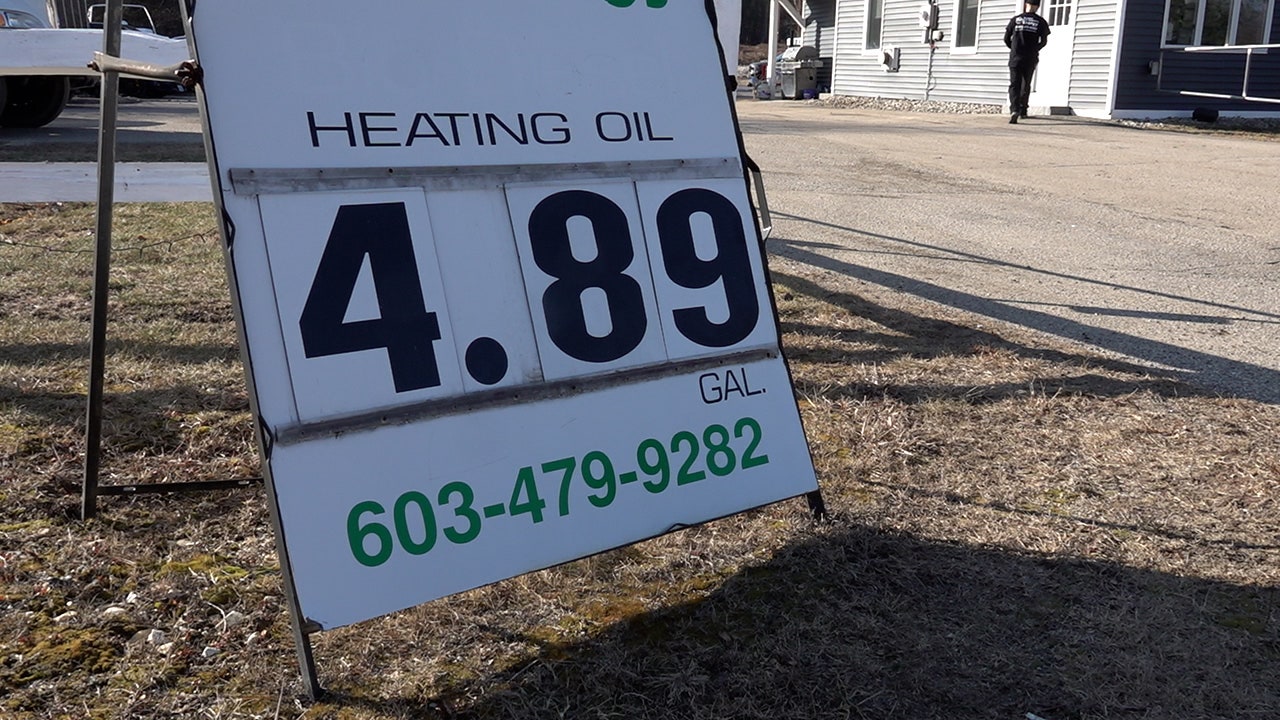 HEATING OIL
4.89
GAL.
603-479-9282